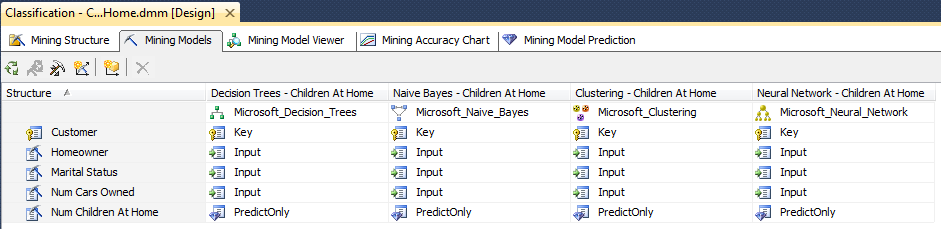 Classification - C...Home.dmm [Design]
Mining Structure Mining Models Mining Model Viewer Mining Accuracy Chart Mining Model Prediction
Structure Decision Trees - Children At Home Naive Bayes - Children At Home Clustering - Children At Home Neural Network - Children At Home
Microsoft_Decision_Trees Microsoft_Naive_Bayes Microsoft_Clustering Microsoft_Neural_Network
Customer Key Key Key Key
Homeowner Input Input Input Input
Marital Status Input Input Input Input
Num Cars Owned Input Input Input Input
Num Children At Home PredictOnly PredictOnly PredictOnly PredictOnly